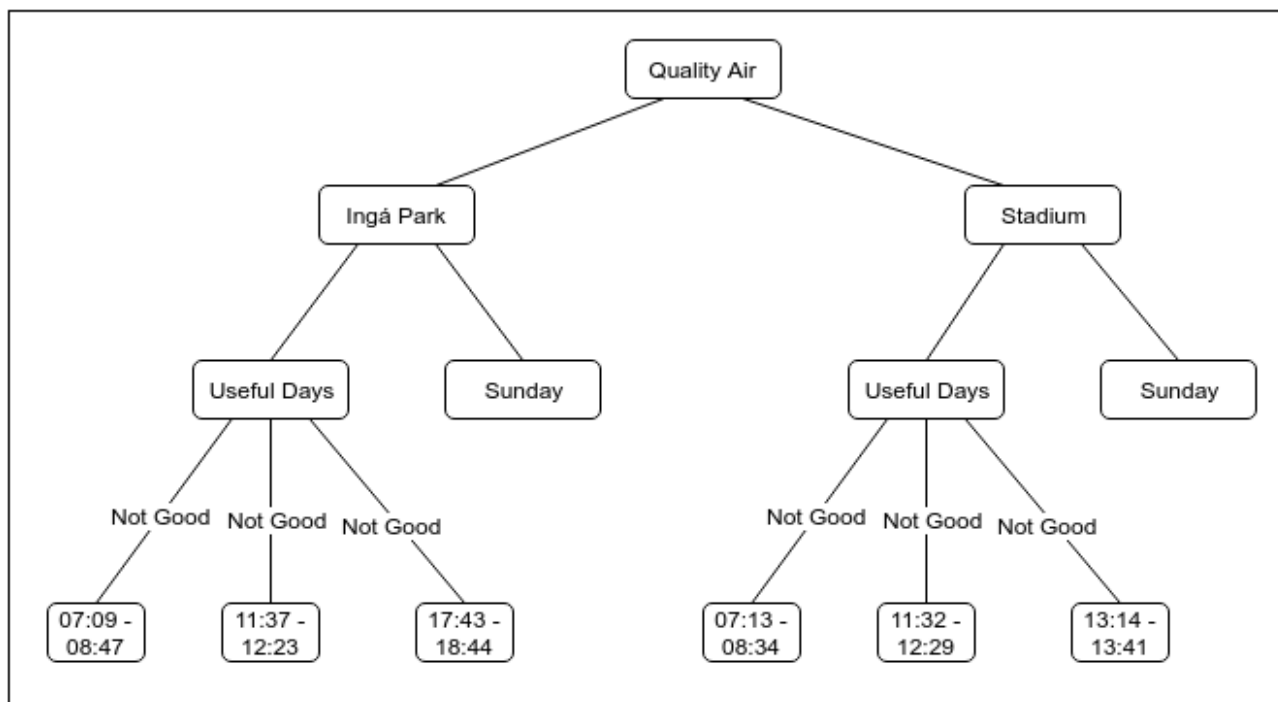 Quality Air
Ingá Park
Stadium
Useful Days
Sunday
Useful Days
Sunday
Not Good
Not Good
Not Good
Not Good
Not Good
Not Good
07:09 -
08:47
11:37 -
12:23
17:43 -
18:44
07:13 -
08:34
11:32 -
12:29
13:14 -
13:41